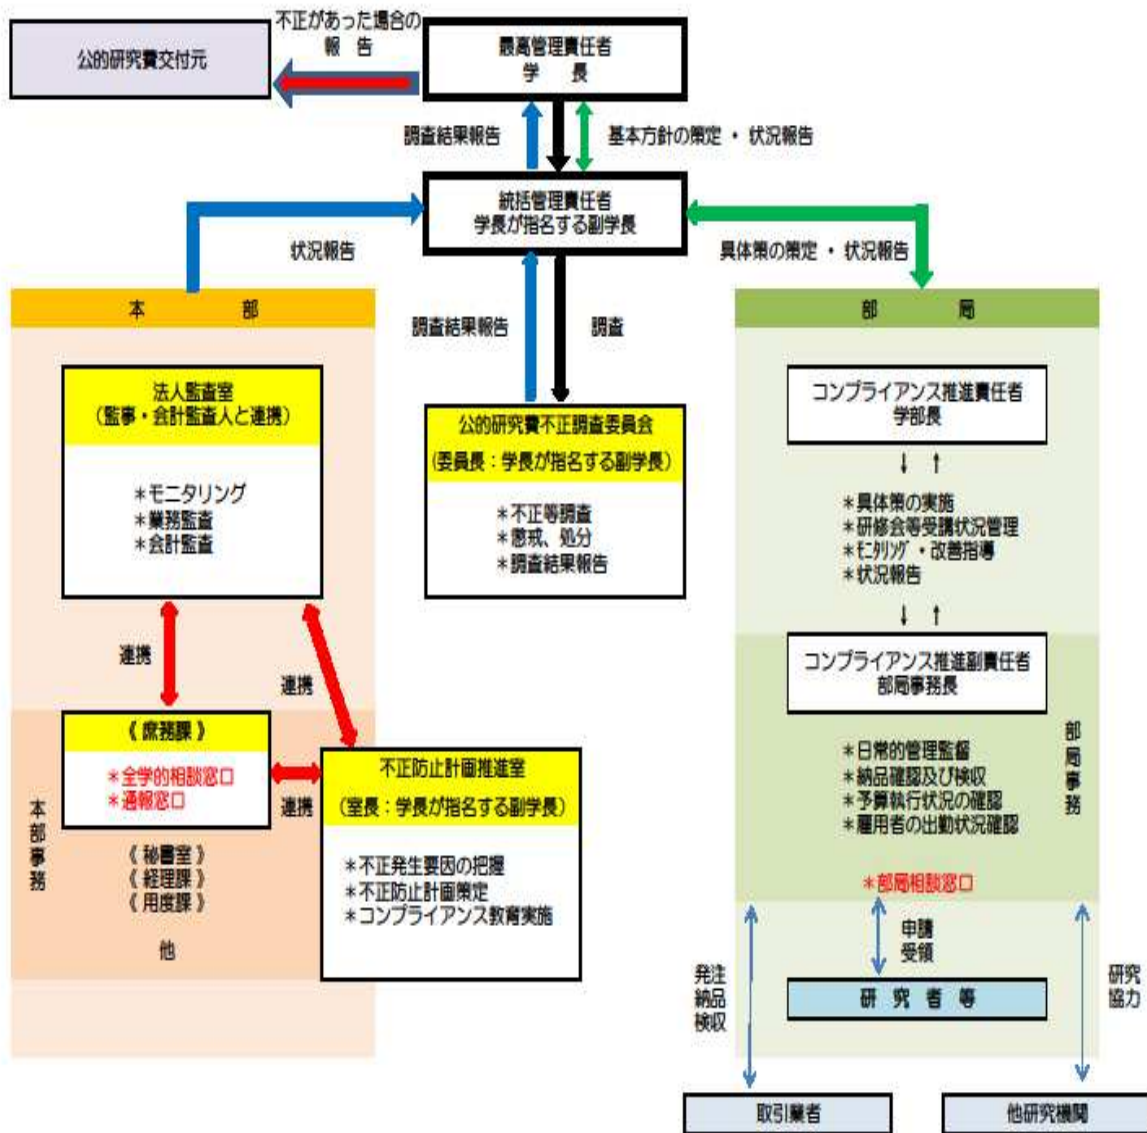 公的研究費交付元
不正があった場合の
報 告
最高管理責任者
学 長
調査結果報告
基本方針の策定 ・ 状況報告
統括管理責任者
学長が指名する副学長
状況報告
具体策の策定 ・ 状況報告
本 部
法人監査室
(監事・会計監査人と連携)
＊モニタリング
＊業務監査
＊会計監査
連携
連携
《 庶務課 》
＊全学的相談窓口
＊通報窓口
連携
本部事務
《 秘書室 》
《 経理課 》
《 用度課 》
他
不正防止計画推進室
(室長：学長が指名する副学長)
＊不正発生要因の把握
＊不正防止計画策定
＊コンプライアンス教育実施
調査結果報告
調査
公的研究費不正調査委員会
(委員長：学長が指名する副学長)
＊不正等調査
＊懲戒、処分
＊調査結果報告
部 局
コンプライアンス推進責任者
学部長
↓ ↑
＊具体策の実施
＊研修会等受講状況管理
＊ﾓﾆﾀﾘﾝｸﾞ・改善指導
＊状況報告
↓ ↑
コンプライアンス推進副責任者
部局事務長
＊日常的管理監督
＊納品確認及び検収
＊予算執行状況の確認
＊雇用者の出勤状況確認
＊部局相談窓口
部局事務
申請
受領
発注
納品
検収
研究
協力
研 究 者 等
取引業者
他研究機関